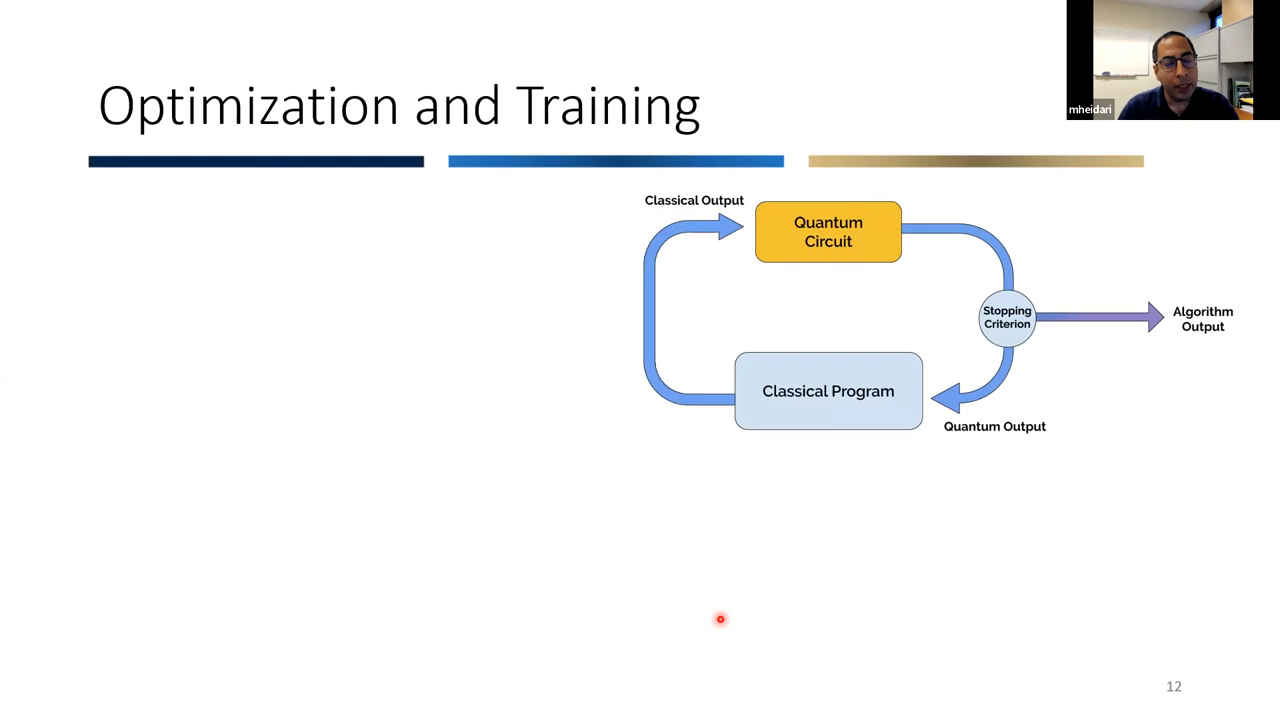 mheidari
Optimization and Training
Classical Output
Quantum
Circuit
Stopping
Criterion
Algorithm
Output
Classical Program
Quantum Output
12